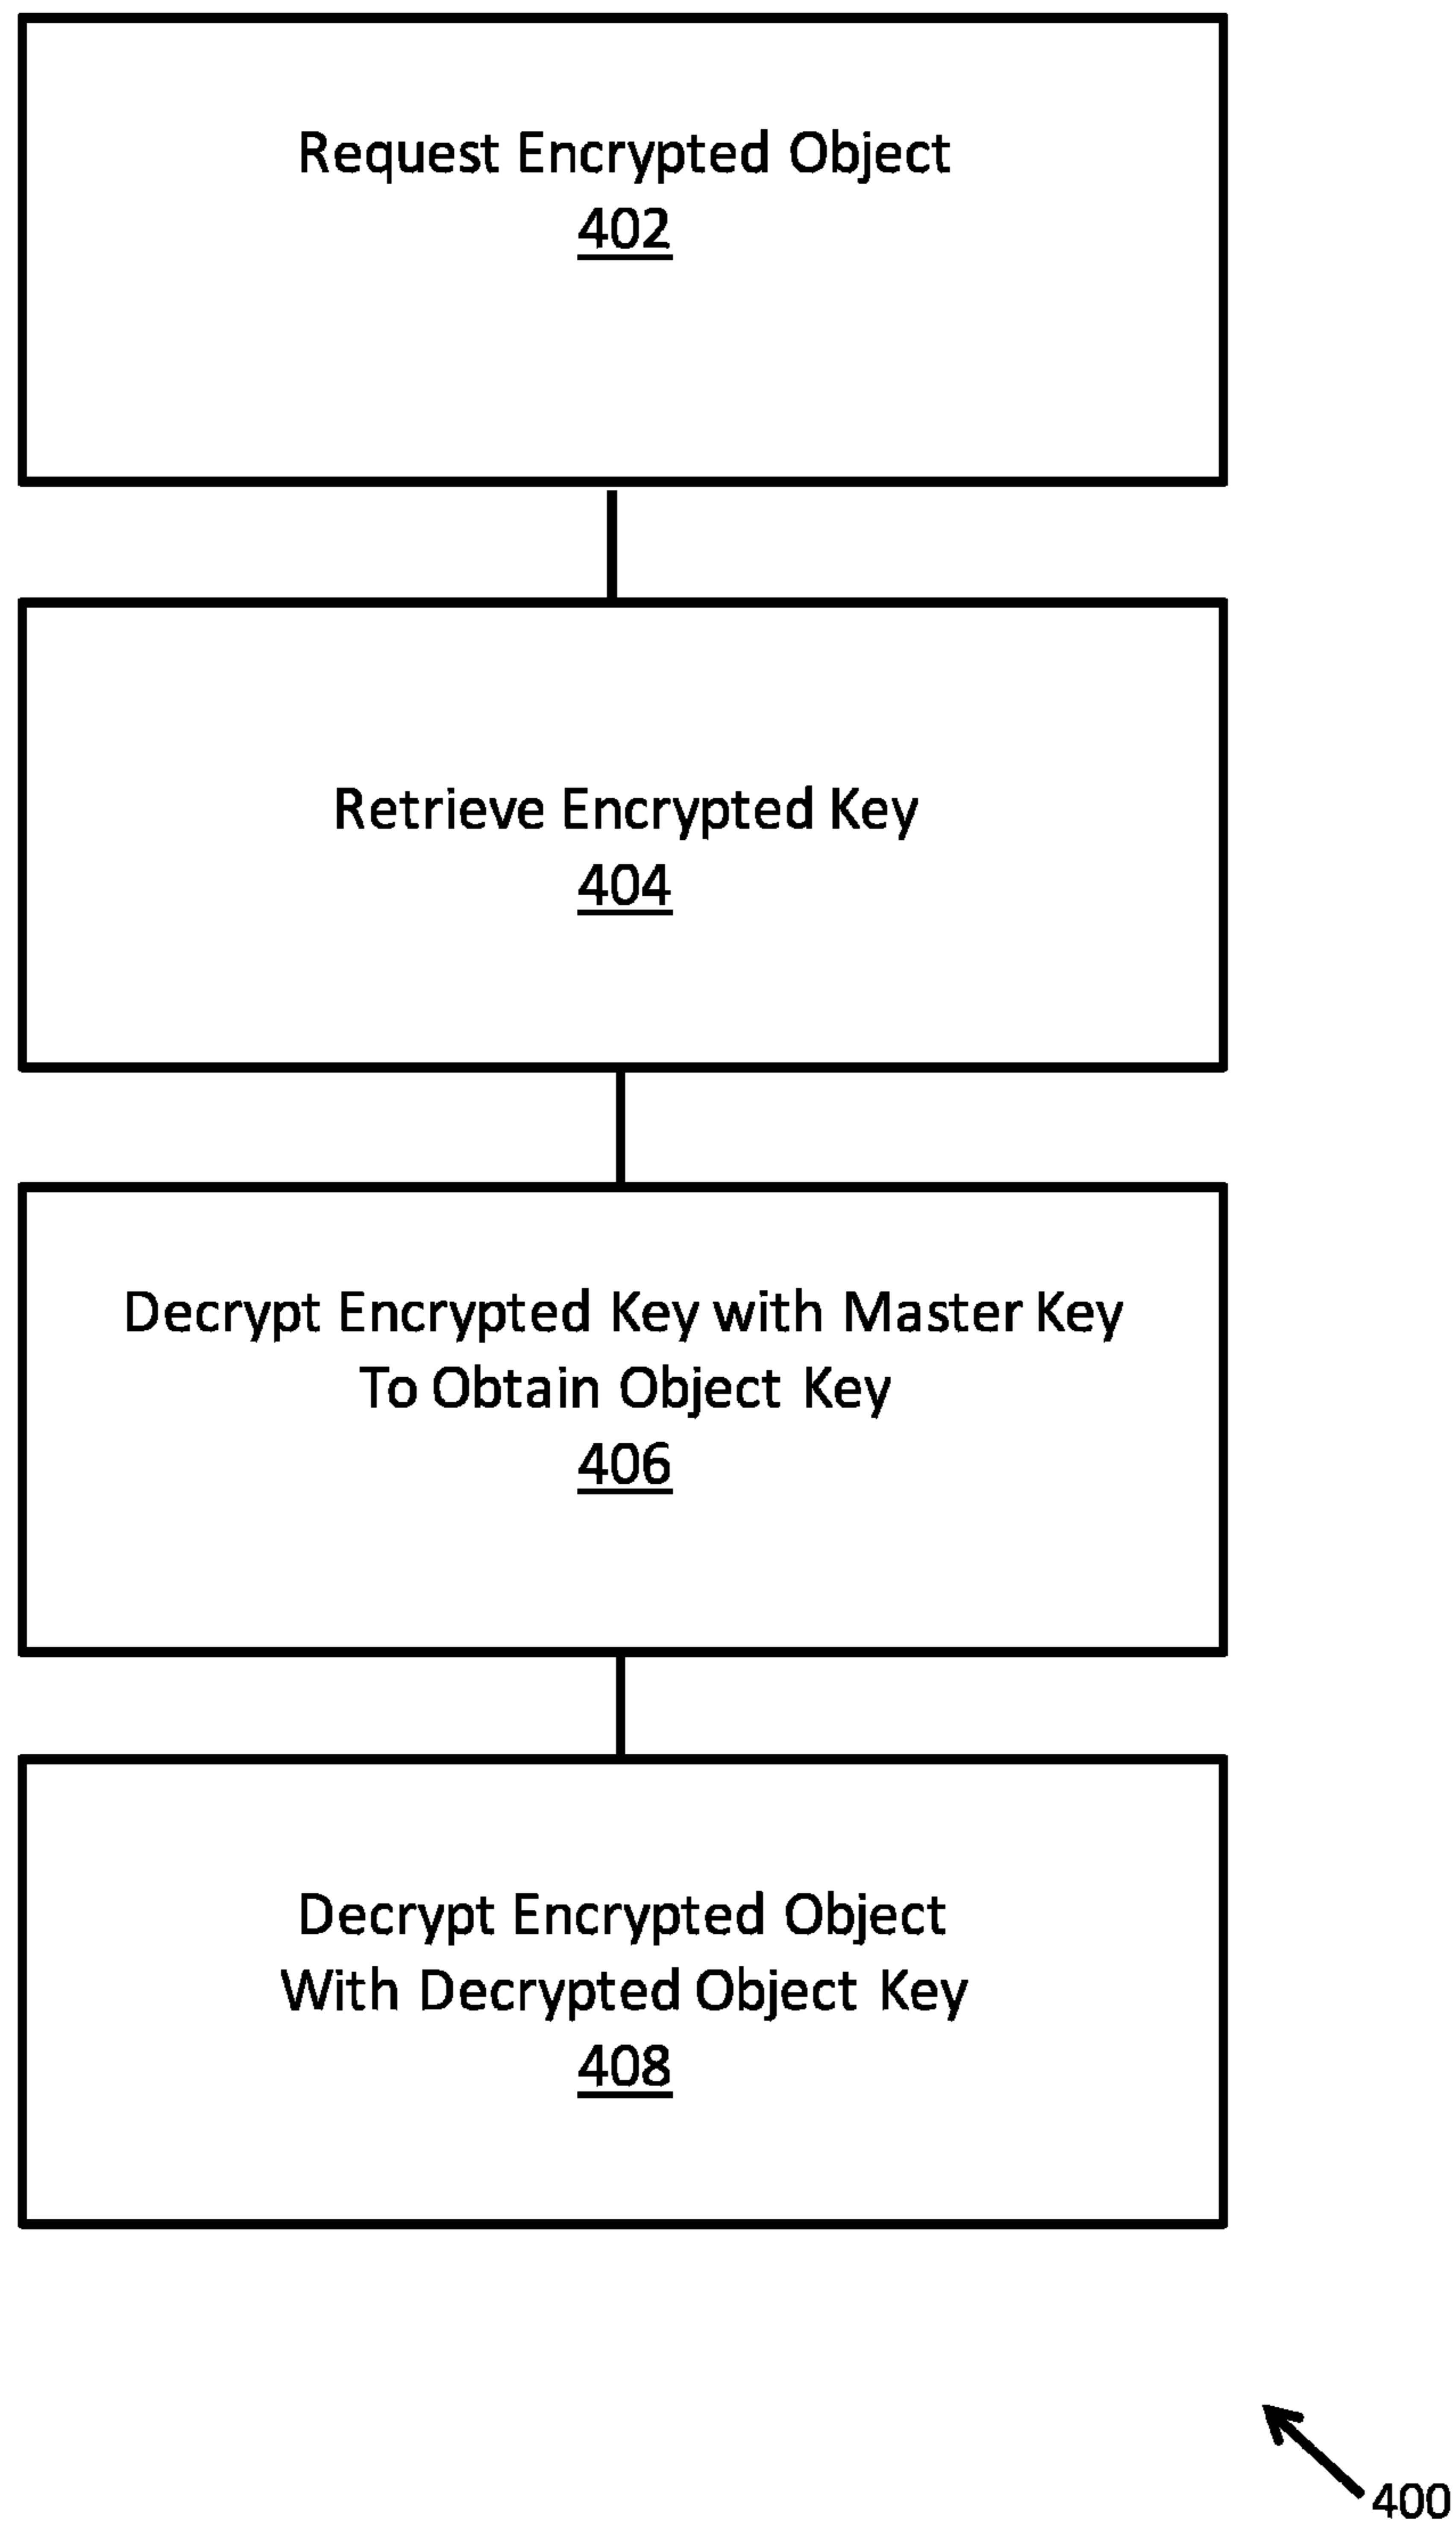 Request Encrypted Object
402
Retrieve Encrypted Key
404
Decrypt Encrypted Key with Master Key
To Obtain Object Key
406
Decrypt Encrypted Object
With Decrypted Object Key
408
400